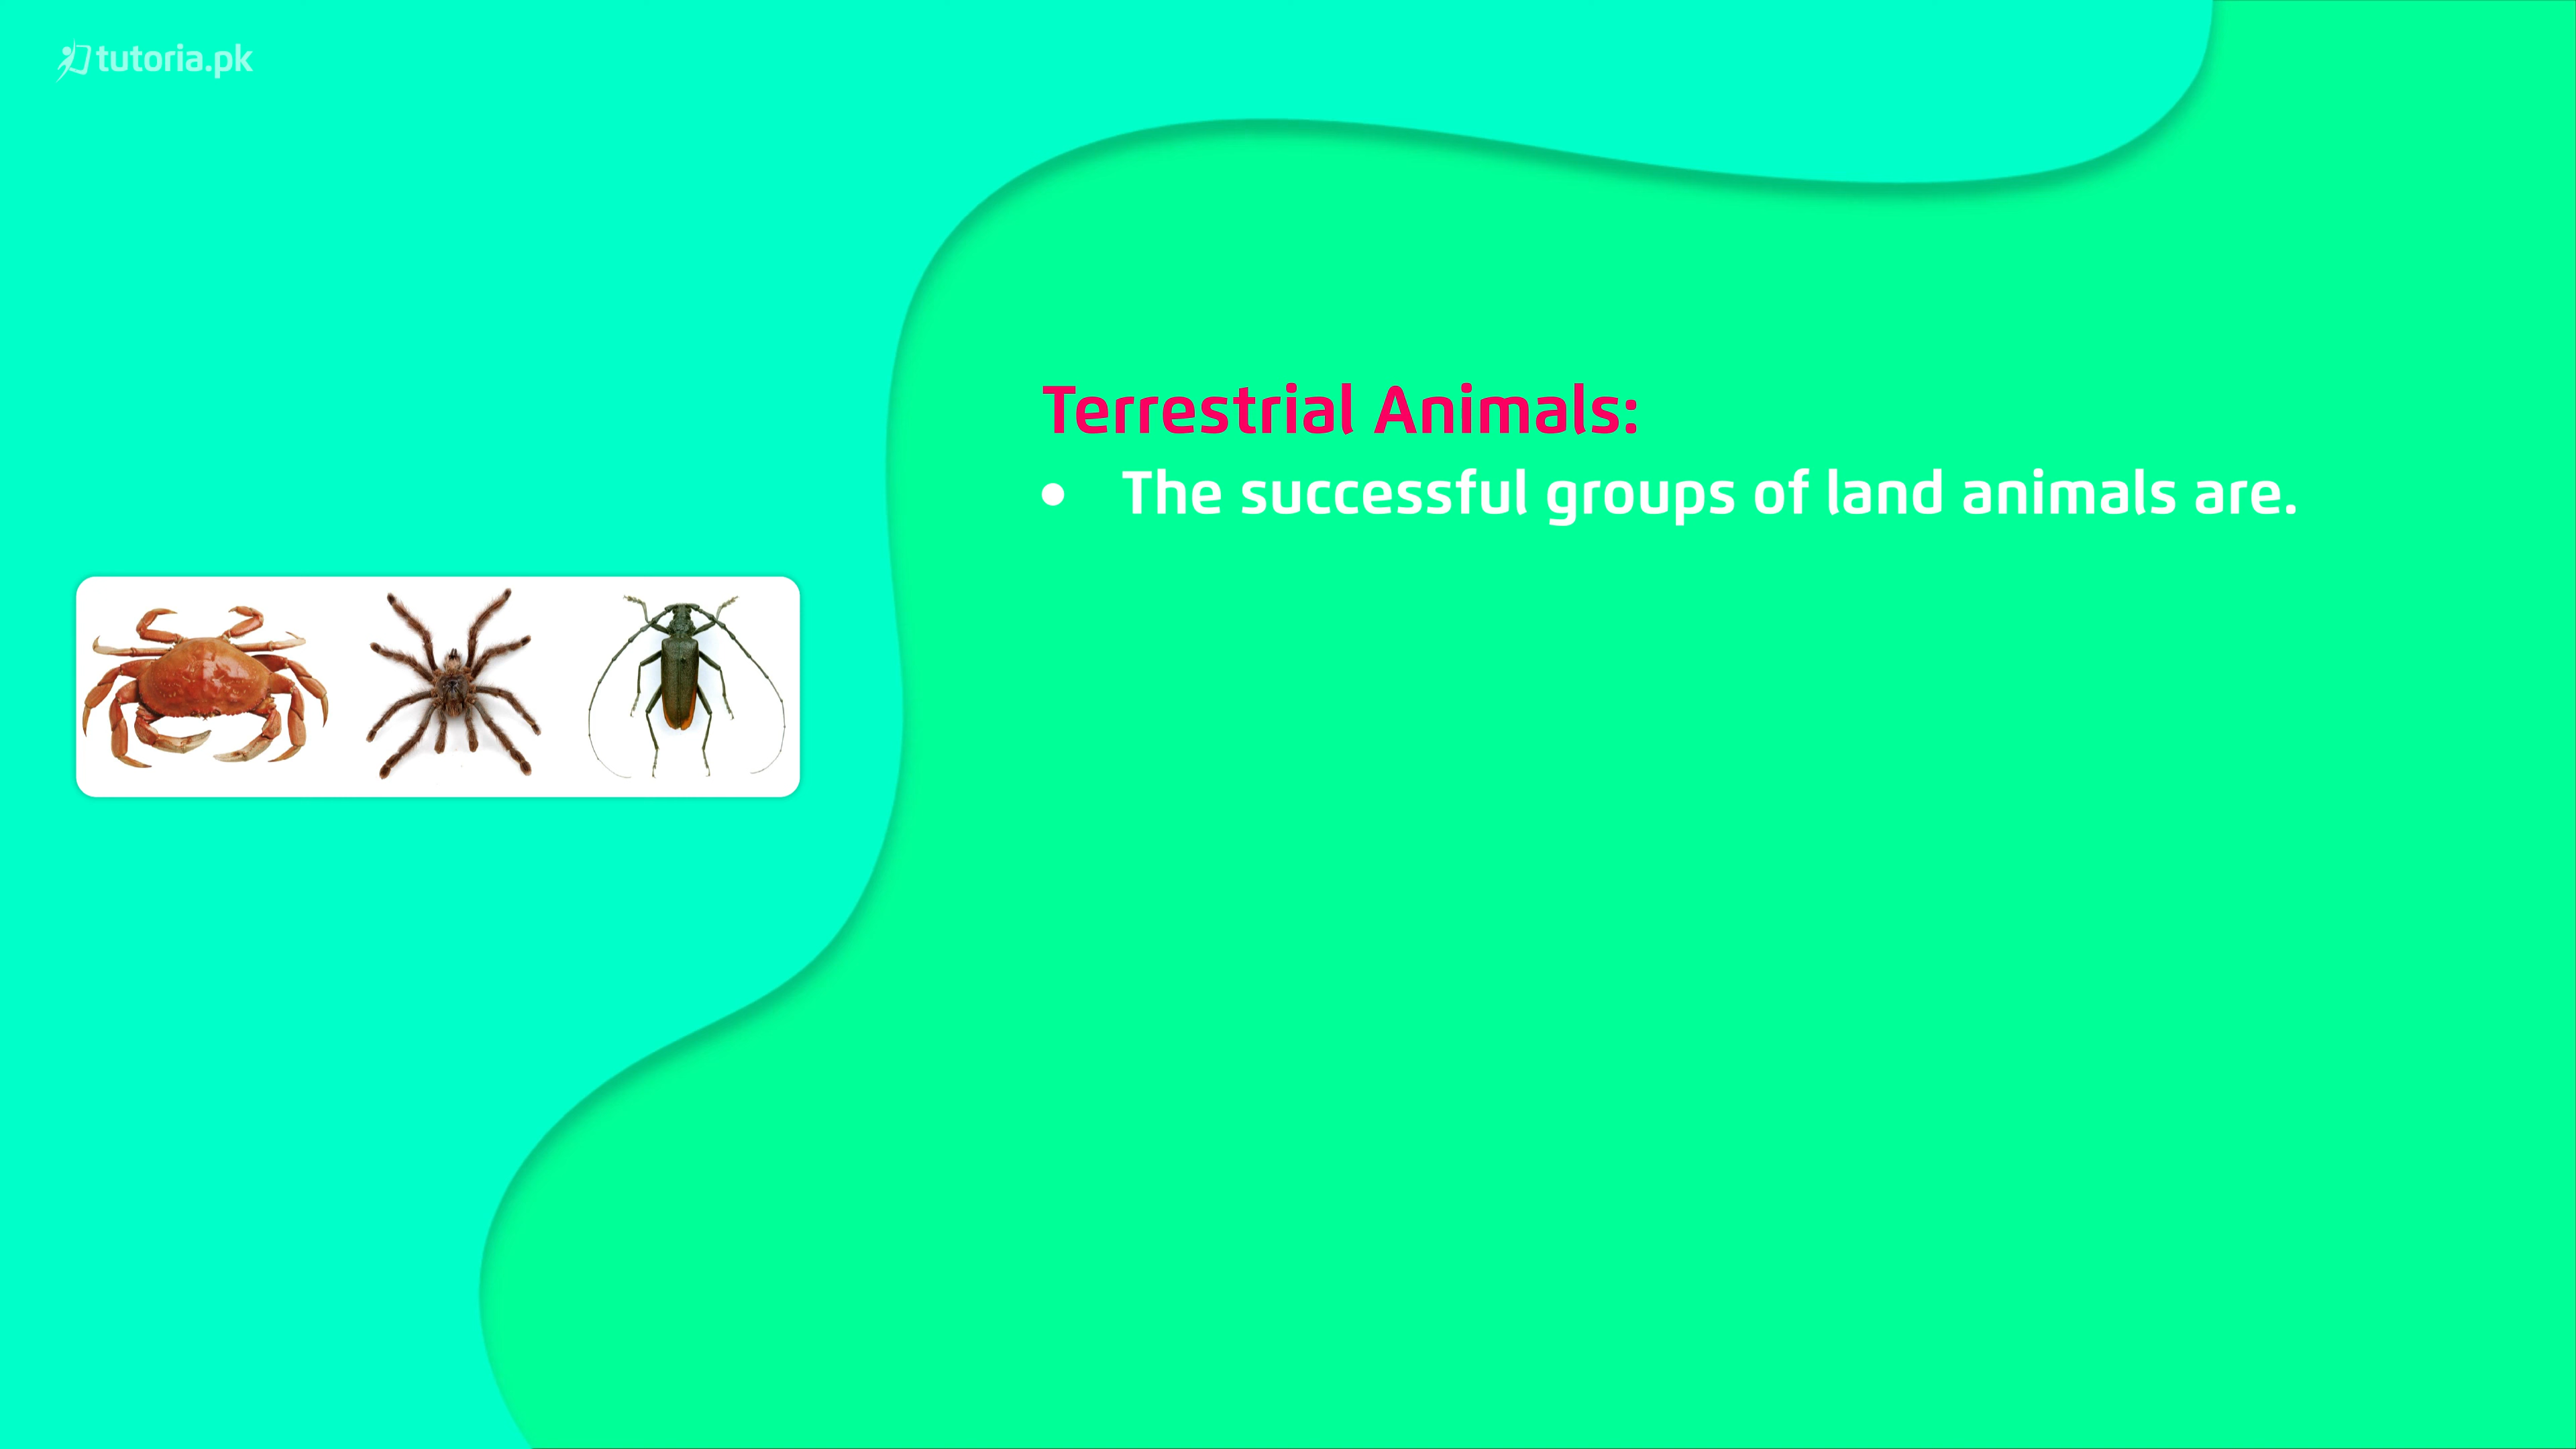 tutoria.pk
Terrestrial Animals:
• The successful groups of land animals are.